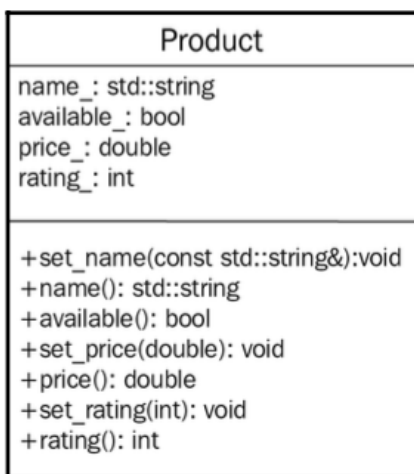 Product
name_: std::string
available_: bool
price_: double
rating_: int
+set_name(const std::string&):void
+name(): std::string
+available(): bool
+set_price(double): void
+price(): double
+set_rating(int): void
+rating(): int